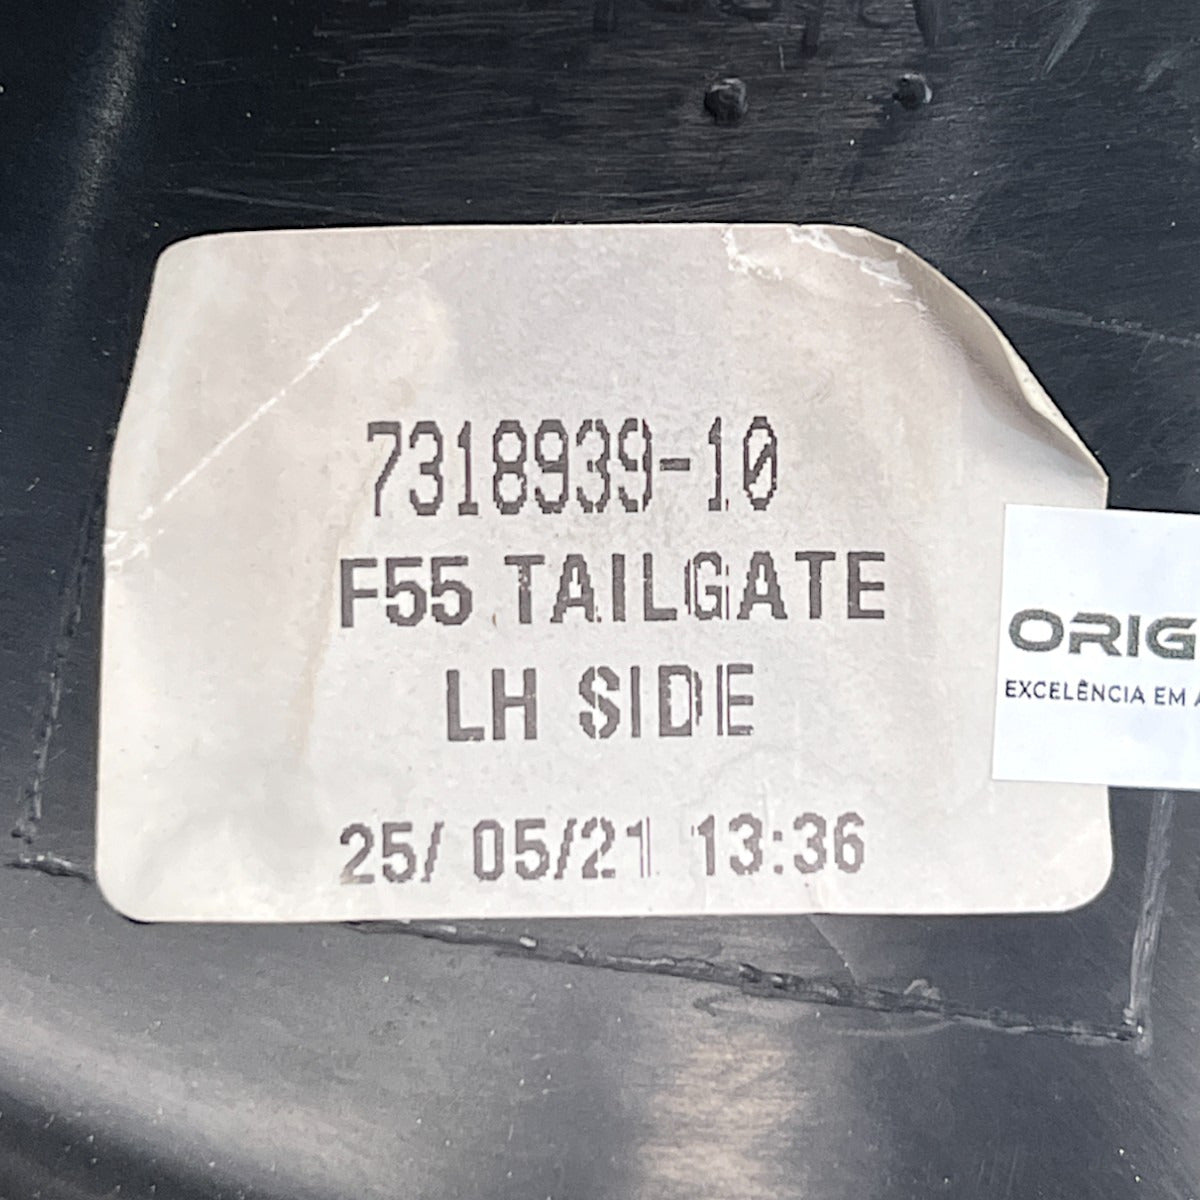 7318939-10
F55 TAILGATE
LH SIDE
25/ 05/21 13:36
ORIG
EXCELÊNCIA EM A